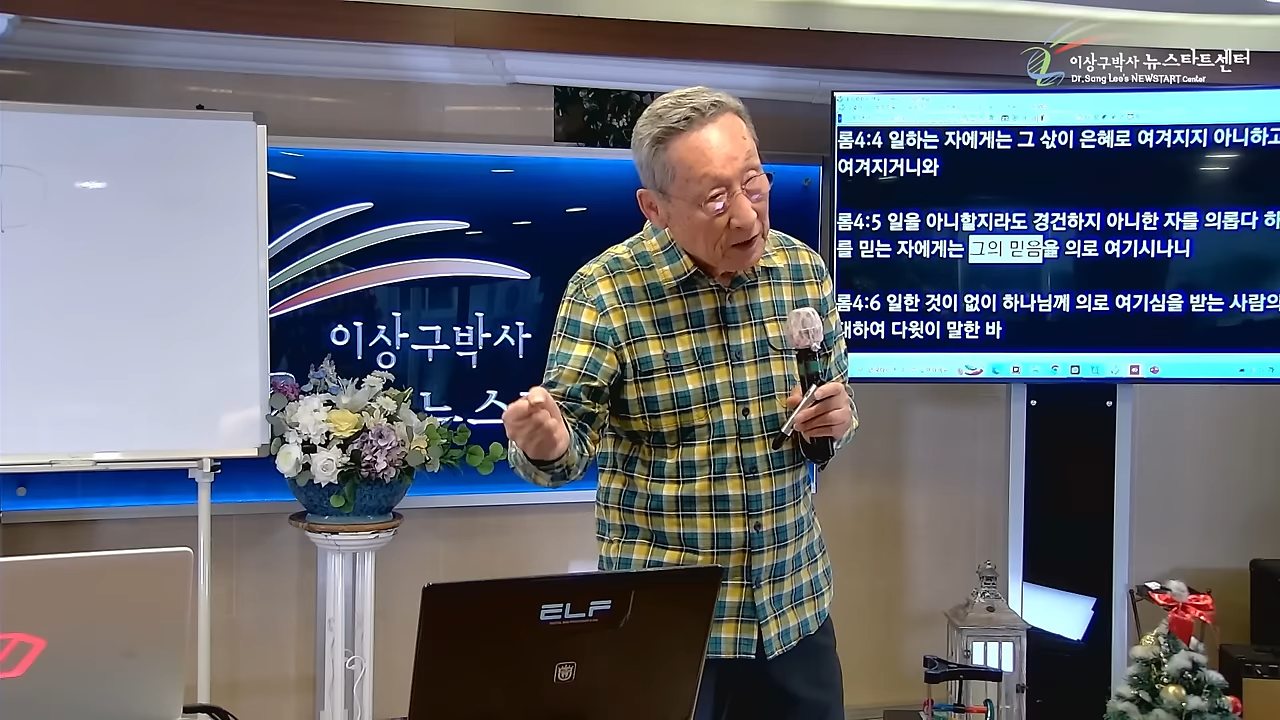 이상구박사 뉴스타트센터
Dr.Sang Lee's NEWSTART Center
롬4:4 일하는 자에게는 그 삯이 은혜로 여겨지지 아니하고
여겨지거니와
롬4:5 일을 아니할지라도 경건하지 아니한 자를 의롭다 하
를 믿는 자에게는 그의 믿음을 의로 여기시나니
롬4:6 일한 것이 없이 하나님께 의로 여기심을 받는 사람의
대하여 다윗이 말한 바
이상구박사
뉴스
ELF